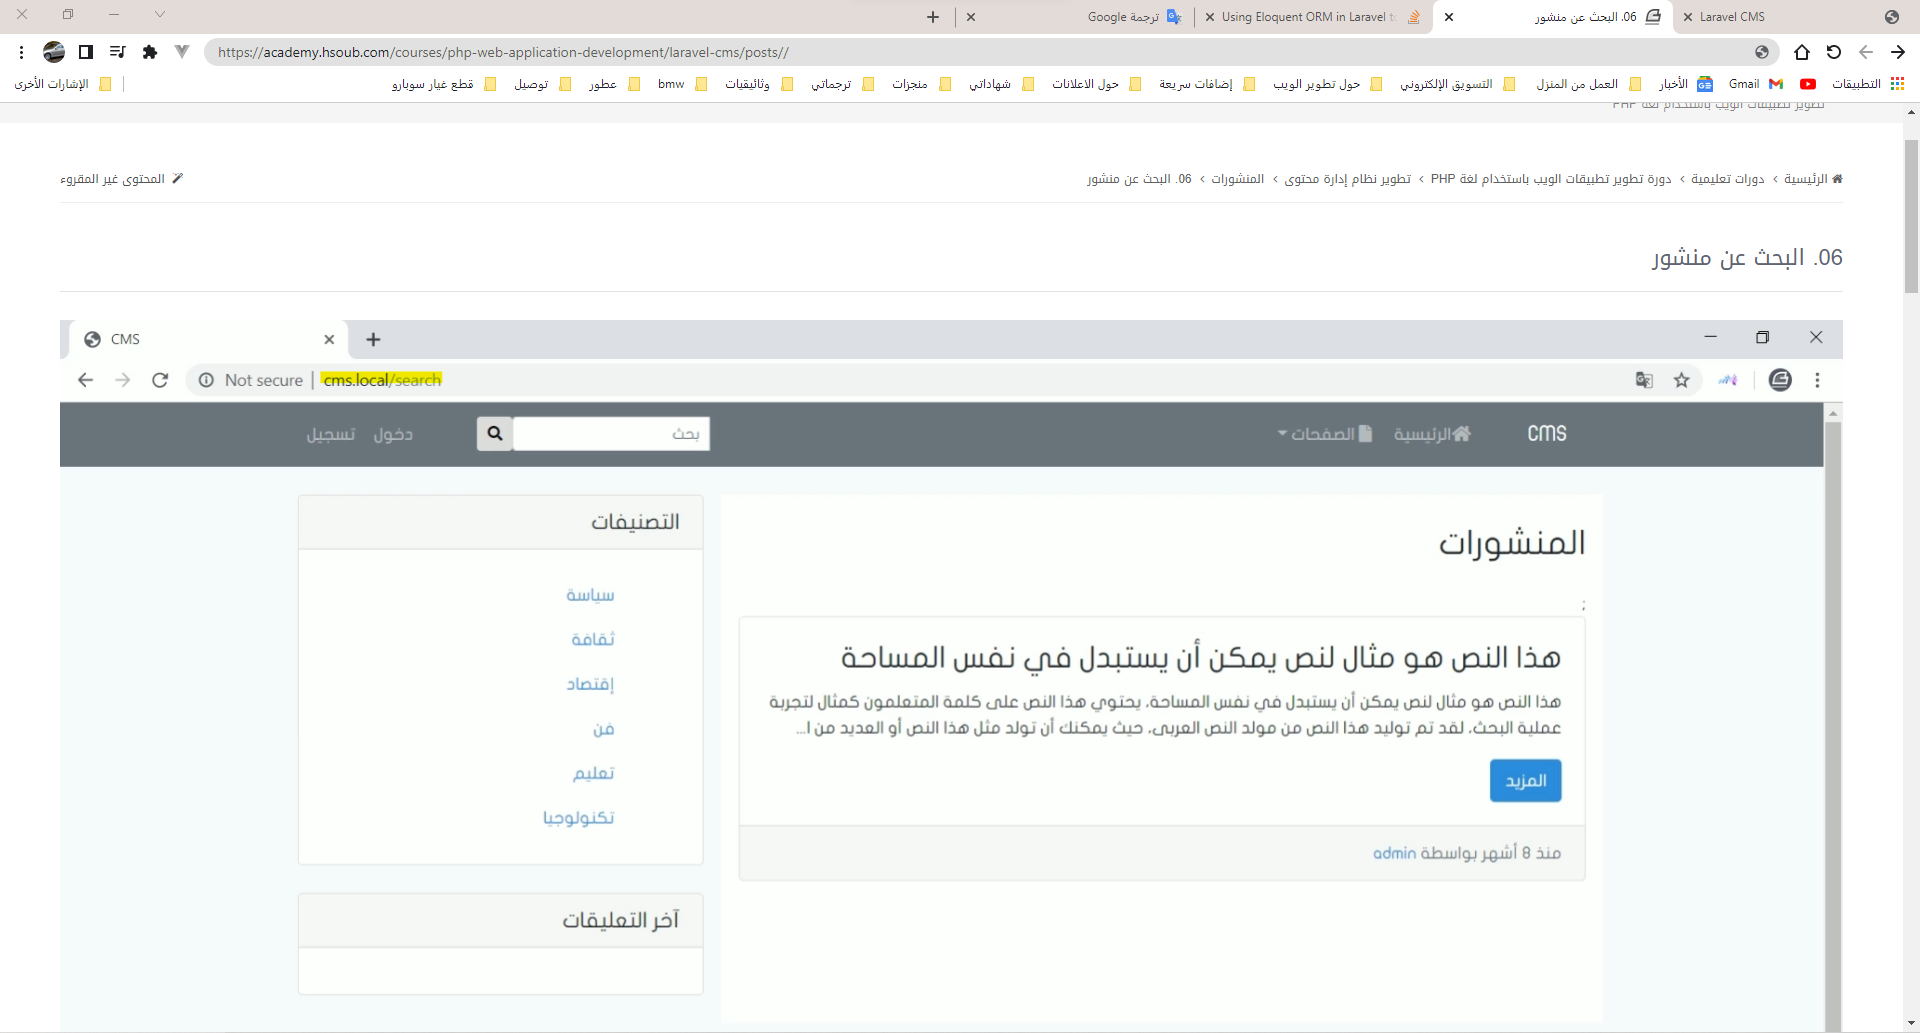 Laravel CMS
06. البحث عن منشور
Using Eloquent ORM in Laravel to
ترجمة Google
https://academy.hsoub.com/courses/php-web-application-development/laravel-cms/posts//
التطبيقات
Gmail
الأخبار
العمل من المنزل
التسويق الإلكتروني
حول تطوير الويب
إضافات سريعة
حول الاعلانات
شهاداتي
منجزات
ترجماتي
وثائيقيات
bmw
عطور
توصيل
قطع غيار سوبارو
الإشارات الأخرى
تطوير تطبيقات الويب باستخدام لغة PHP
الرئيسية › دورات تعليمية › دورة تطوير تطبيقات الويب باستخدام لغة PHP › تطوير نظام إدارة محتوى › المنشورات › 06. البحث عن منشور
المحتوى غير المقروء
06. البحث عن منشور
CMS
Not secure | cms.local/search
CMS
الرئيسية
الصفحات
بحث
دخول
تسجيل
المنشورات
;
هذا النص هو مثال لنص يمكن أن يستبدل في نفس المساحة
هذا النص هو مثال لنص يمكن أن يستبدل في نفس المساحة، يحتوي هذا النص على كلمة المتعلمون كمثال لتجربة
عملية البحث، لقد تم توليد هذا النص من مولد النص العربى، حيث يمكنك أن تولد مثل هذا النص أو العديد من ا...
المزيد
منذ 8 أشهر بواسطة admin
التصنيفات
سياسة
ثقافة
إقتصاد
فن
تعليم
تكنولوجيا
آخر التعليقات